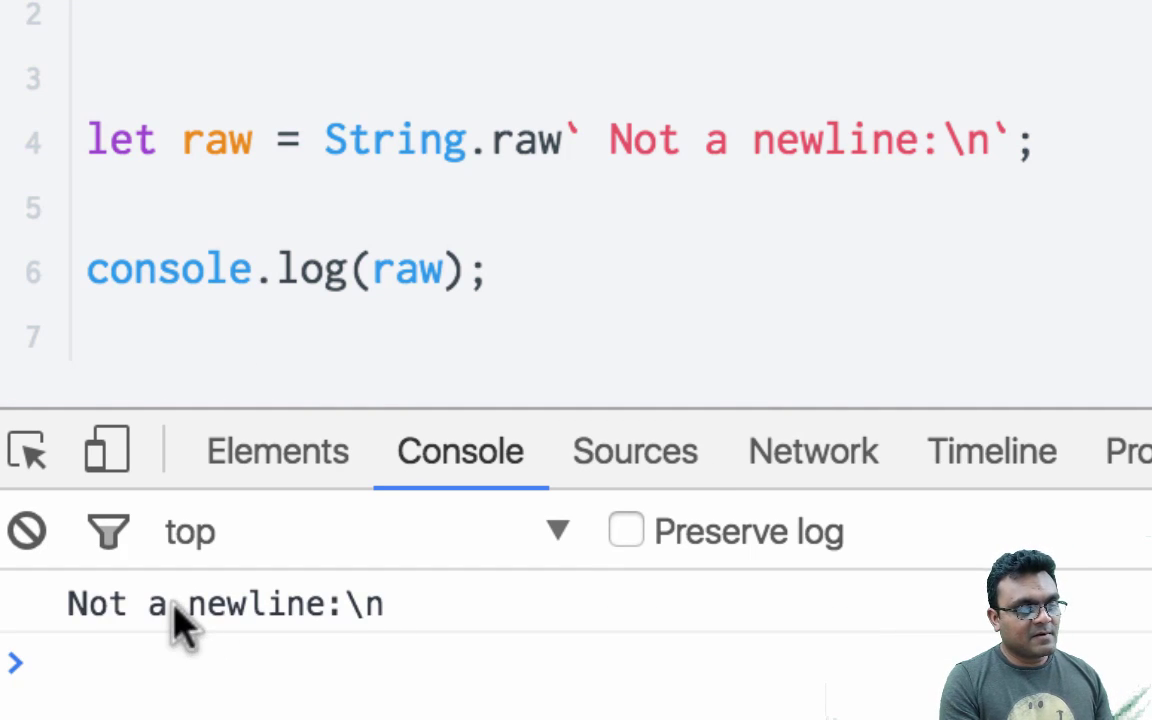 2
3
4 let raw = String.raw` Not a newline:\n`;
5
6 console.log(raw);
7
Elements Console Sources Network Timeline Pro
top Preserve log
Not a newline:\n